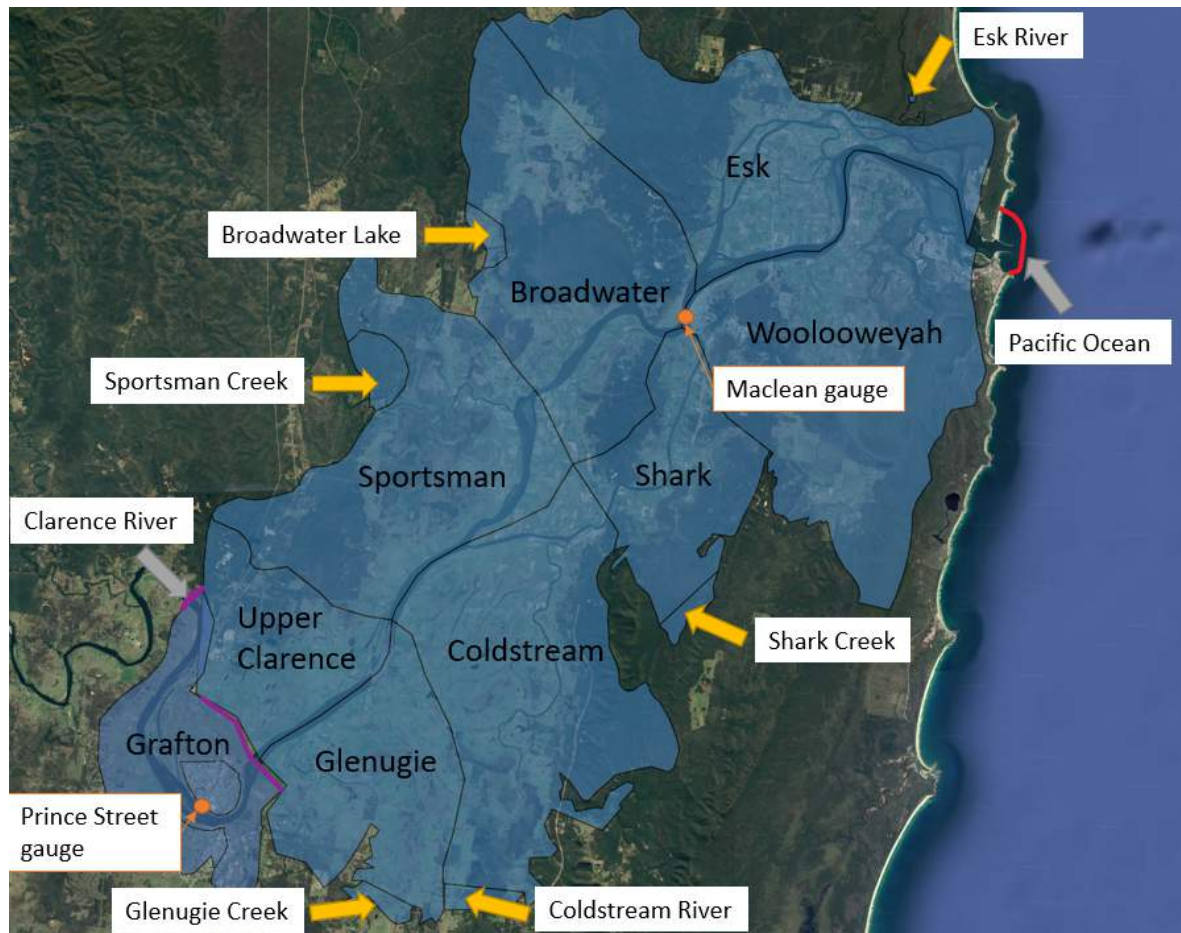 Esk River
Esk
Broadwater Lake
Broadwater
Woolooweyah
Pacific Ocean
Sportsman Creek
Maclean gauge
Sportsman
Shark
Clarence River
Upper
Clarence
Coldstream
Shark Creek
Grafton
Glenugie
Prince Street
gauge
Glenugie Creek
Coldstream River